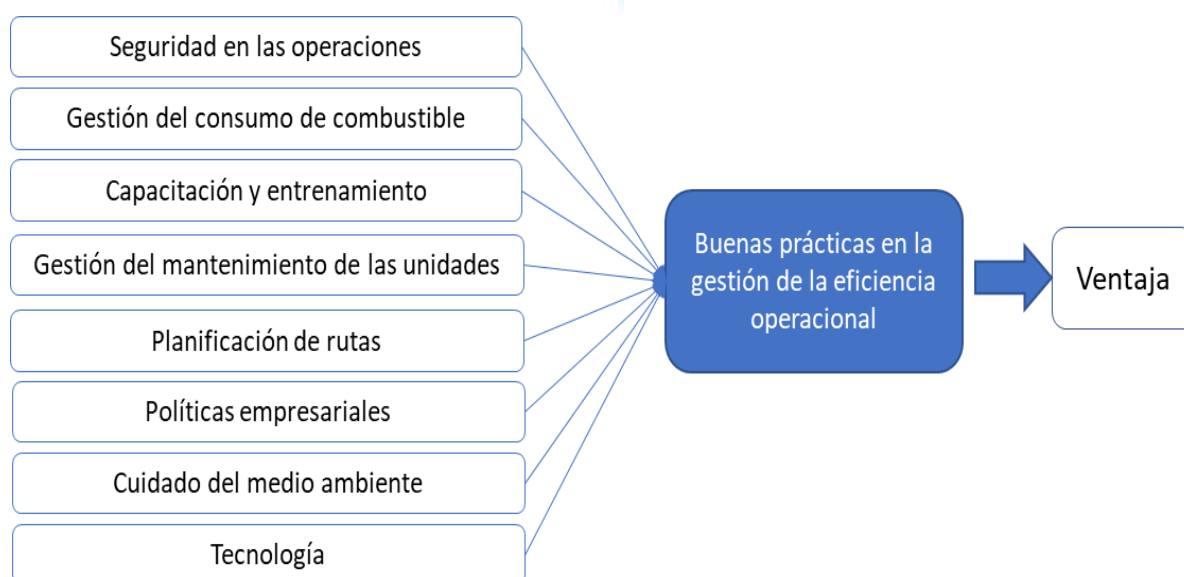 Seguridad en las operaciones
Gestión del consumo de combustible
Capacitación y entrenamiento
Gestión del mantenimiento de las unidades
Planificación de rutas
Políticas empresariales
Cuidado del medio ambiente
Tecnología
Buenas prácticas en la
gestión de la eficiencia
operacional
Ventaja